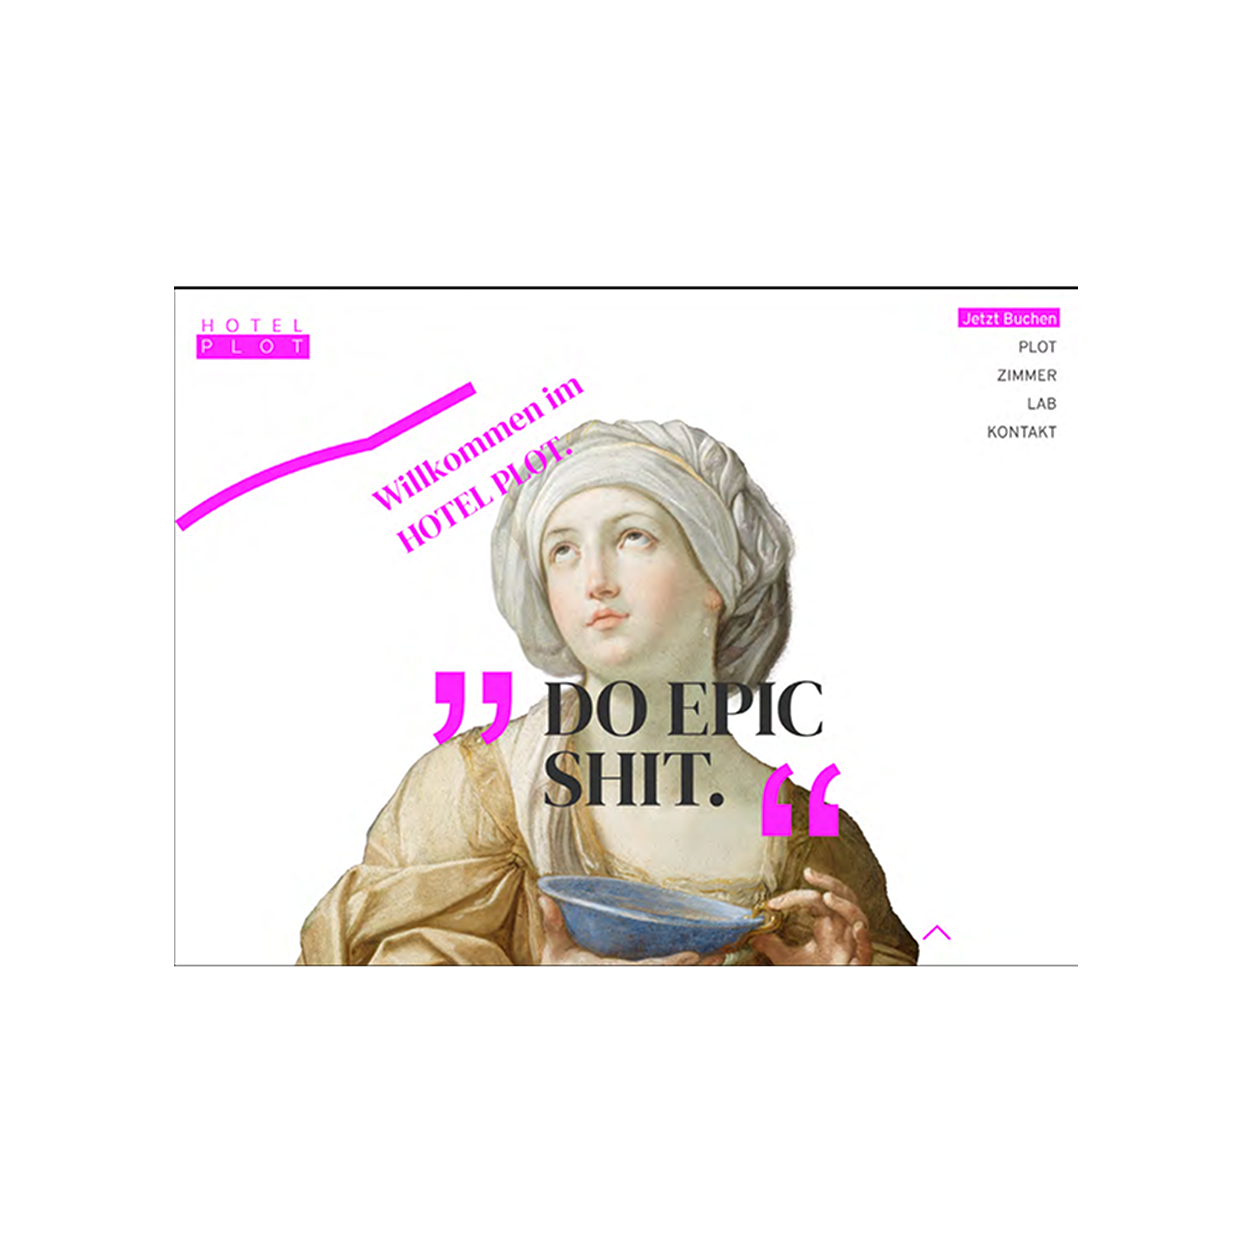 HOTEL
PLOT
Jetzt Buchen
PLOT
ZIMMER
LAB
KONTAKT
Willkommen im
HOTEL PLOT.
”DO EPIC
SHIT.“